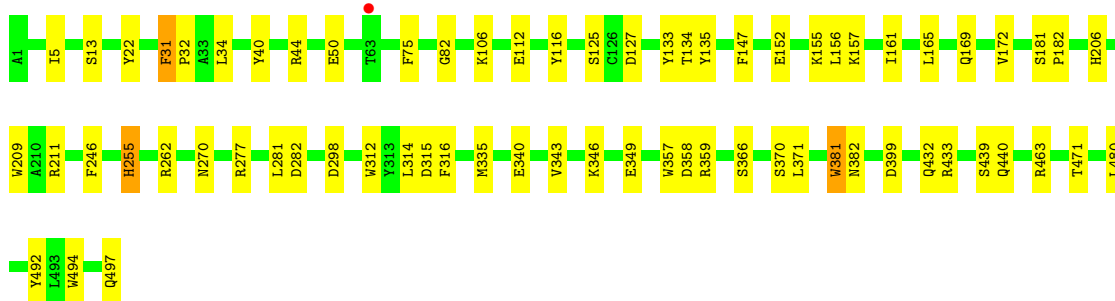 A1 I5 S13 Y22 F31 P32 A33 L34 Y40 R44 E50 T63 F75 G82 K106 E112 Y116 S125 C126 D127 Y133 T134 Y135 F147 E152 K155 L156 K157 I161 L165 Q169 V172 S181 P182 H206
W209 A210 R211 F246 H255 R262 N270 R277 L281 D282 D298 W312 Y313 L314 D315 F316 M335 E340 V343 K346 E349 W357 D358 R359 S366 S370 L371 W381 N382 D399 Q432 R433 S439 Q440 R463 T471 L480
Y492 L493 W494 Q497